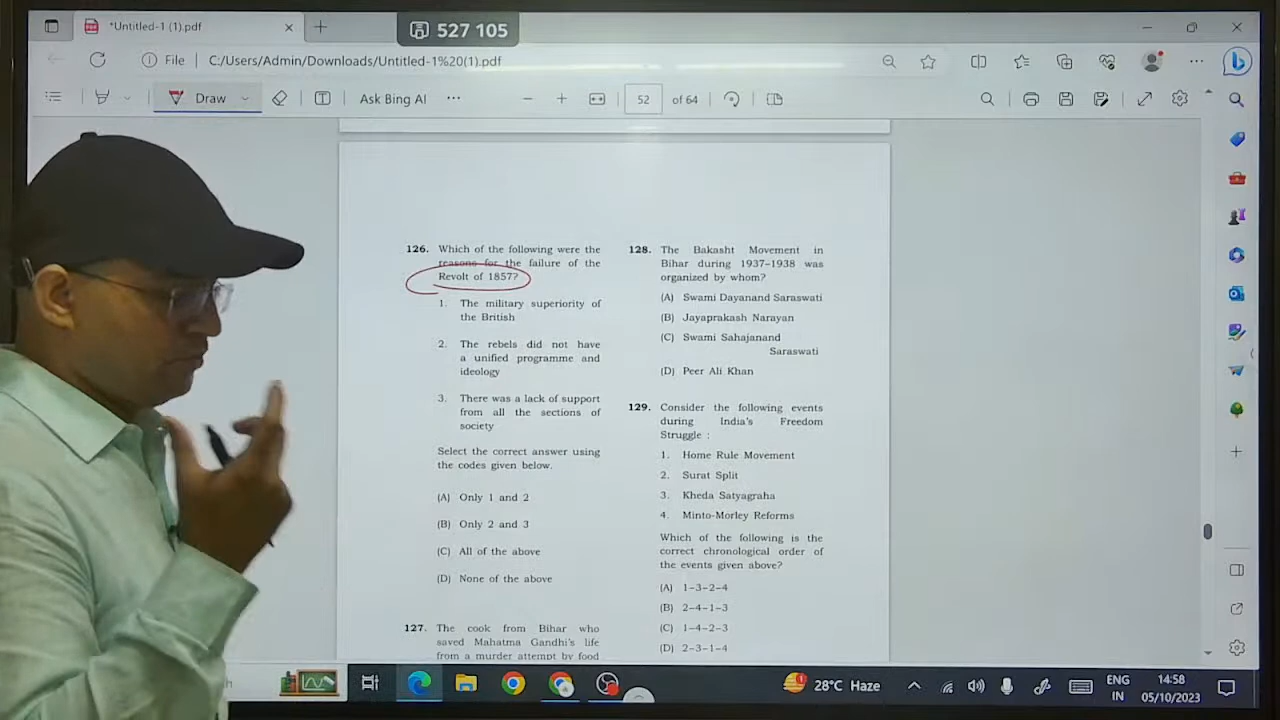 *Untitled-1 (1).pdf
527 105
File
C:/Users/Admin/Downloads/Untitled-1%20(1).pdf
Draw
Ask Bing AI
52
of 64
126. Which of the following were the
reasons for the failure of the
Revolt of 1857?
1. The military superiority of
the British
2. The rebels did not have
a unified programme and
ideology
3. There was a lack of support
from all the sections of
society
Select the correct answer using
the codes given below.
(A) Only 1 and 2
(B) Only 2 and 3
(C) All of the above
(D) None of the above
127. The cook from Bihar who
saved Mahatma Gandhi's life
from a murder attempt by food
128. The Bakasht Movement in
Bihar during 1937–1938 was
organized by whom?
(A) Swami Dayanand Saraswati
(B) Jayaprakash Narayan
(C) Swami Sahajanand
Saraswati
(D) Peer Ali Khan
129. Consider the following events
during India's Freedom
Struggle :
1. Home Rule Movement
2. Surat Split
3. Kheda Satyagraha
4. Minto-Morley Reforms
Which of the following is the
correct chronological order of
the events given above?
(A) 1–3–2–4
(B) 2–4–1–3
(C) 1–4–2–3
(D) 2–3–1–4
28°C Haze
ENG
IN
14:58
05/10/2023